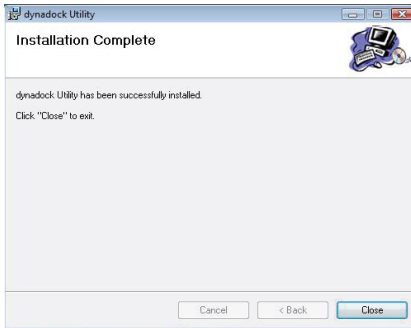 dynadock Utility
Installation Complete
dynadock Utility has been successfully installed.
Click "Close" to exit.
Cancel
< Back
Close